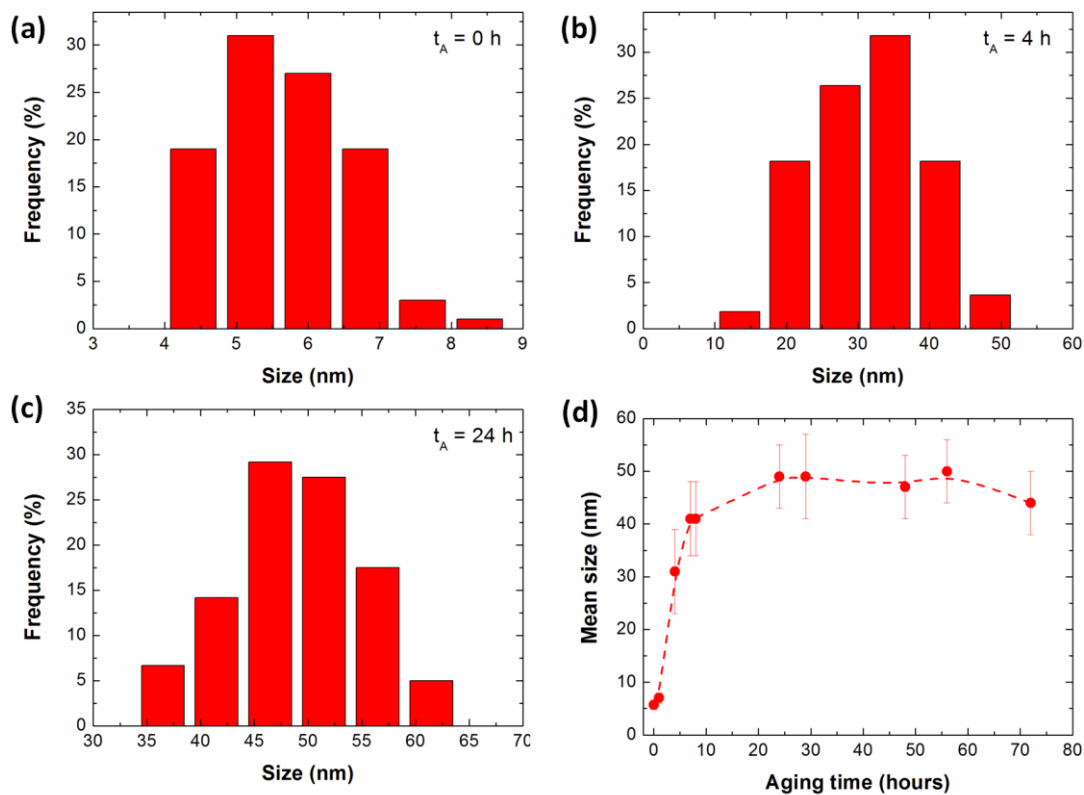 (a)
t_A = 0 h
Frequency (%)
30
25
20
15
10
5
0
3 4 5 6 7 8 9
Size (nm)
(b)
t_A = 4 h
Frequency (%)
30
25
20
15
10
5
0
0 10 20 30 40 50 60
Size (nm)
(c)
t_A = 24 h
Frequency (%)
35
30
25
20
15
10
5
0
30 35 40 45 50 55 60 65 70
Size (nm)
(d)
Mean size (nm)
60
50
40
30
20
10
0
0 10 20 30 40 50 60 70 80
Aging time (hours)